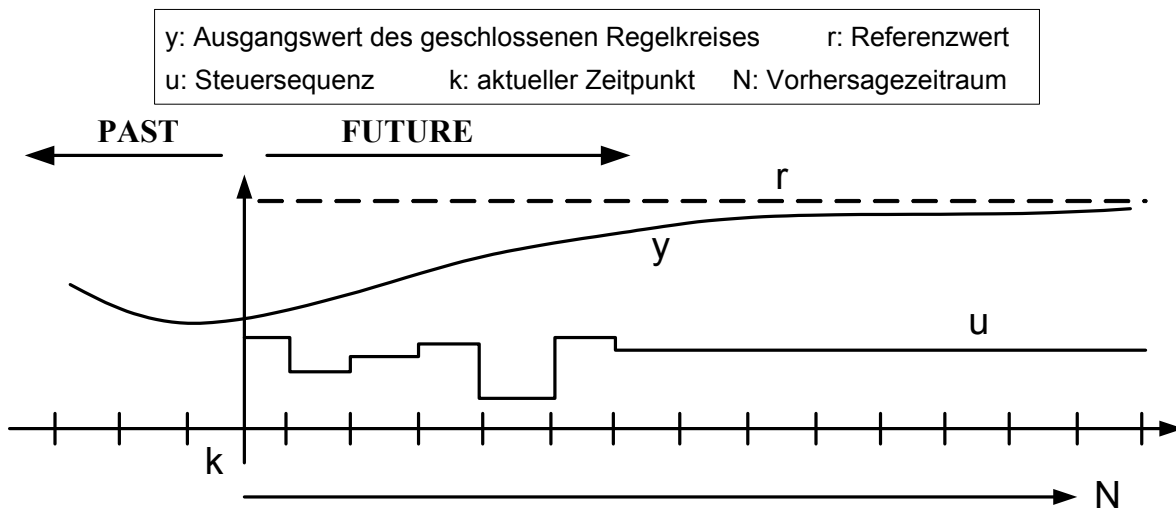 y: Ausgangswert des geschlossenen Regelkreises r: Referenzwert
u: Steuersequenz k: aktueller Zeitpunkt N: Vorhersagezeitraum
PAST FUTURE
r
y
u
k
N